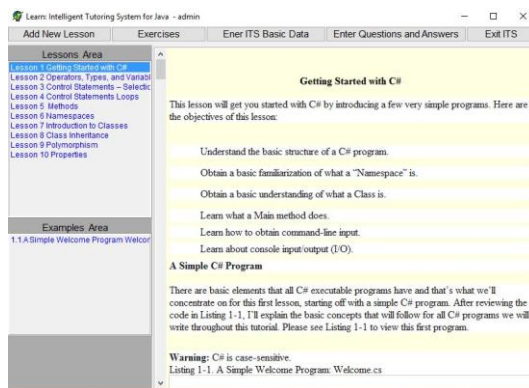 Learn: Intelligent Tutoring System for Java - admin
Add New Lesson Exercises Ener ITS Basic Data Enter Questions and Answers Exit ITS
Lessons Area
Lesson 1 Getting Started with C#
Lesson 2 Operators, Types, and Variabl
Lesson 3 Control Statements – Selectio
Lesson 4 Control Statements Loops
Lesson 5 Methods
Lesson 6 Namespaces
Lesson 7 Introduction to Classes
Lesson 8 Class Inheritance
Lesson 9 Polymorphism
Lesson 10 Properties
Examples Area
1.1.A Simple Welcome Program Welcor
Getting Started with C#
This lesson will get you started with C# by introducing a few very simple programs. Here are
the objectives of this lesson:
Understand the basic structure of a C# program.
Obtain a basic familiarization of what a “Namespace” is.
Obtain a basic understanding of what a Class is.
Learn what a Main method does.
Learn how to obtain command-line input.
Learn about console input/output (I/O).
A Simple C# Program
There are basic elements that all C# executable programs have and that’s what we’ll
concentrate on for this first lesson, starting off with a simple C# program. After reviewing the
code in Listing 1-1, I’ll explain the basic concepts that will follow for all C# programs we will
write throughout this tutorial. Please see Listing 1-1 to view this first program.
Warning: C# is case-sensitive.
Listing 1-1. A Simple Welcome Program: Welcome.cs